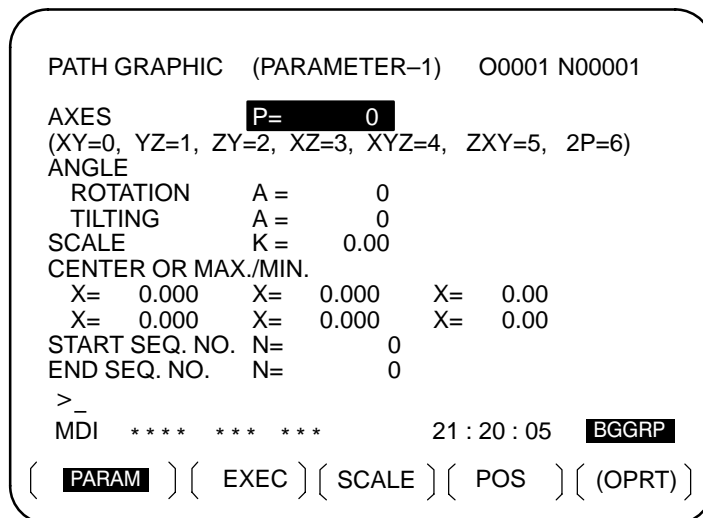 PATH GRAPHIC (PARAMETER–1) O0001 N00001
AXES P= 0
(XY=0, YZ=1, ZY=2, XZ=3, XYZ=4, ZXY=5, 2P=6)
ANGLE
ROTATION A = 0
TILTING A = 0
SCALE K = 0.00
CENTER OR MAX./MIN.
X= 0.000 X= 0.000 X= 0.00
X= 0.000 X= 0.000 X= 0.00
START SEQ. NO. N= 0
END SEQ. NO. N= 0
>_
MDI **** *** *** 21 : 20 : 05 BGGRP
( PARAM ) ( EXEC ) ( SCALE ) ( POS ) ( (OPRT) )